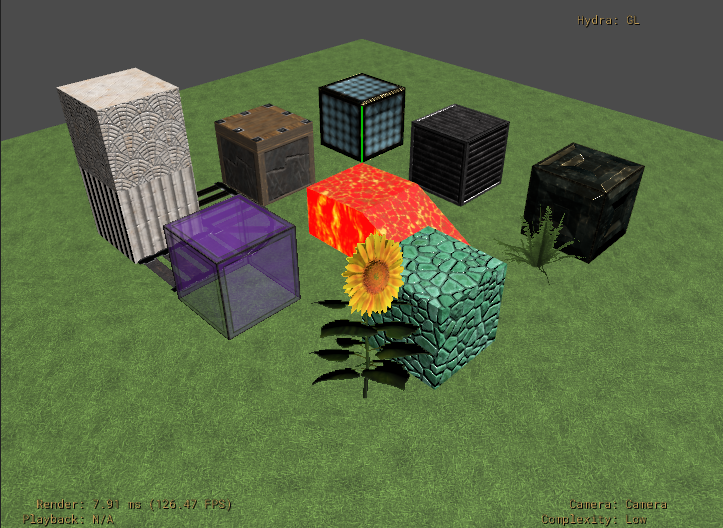 Hydra: GL
Render: 7.91 ms (126.47 FPS)
Playback: N/A
Camera: Camera
Complexity: Low